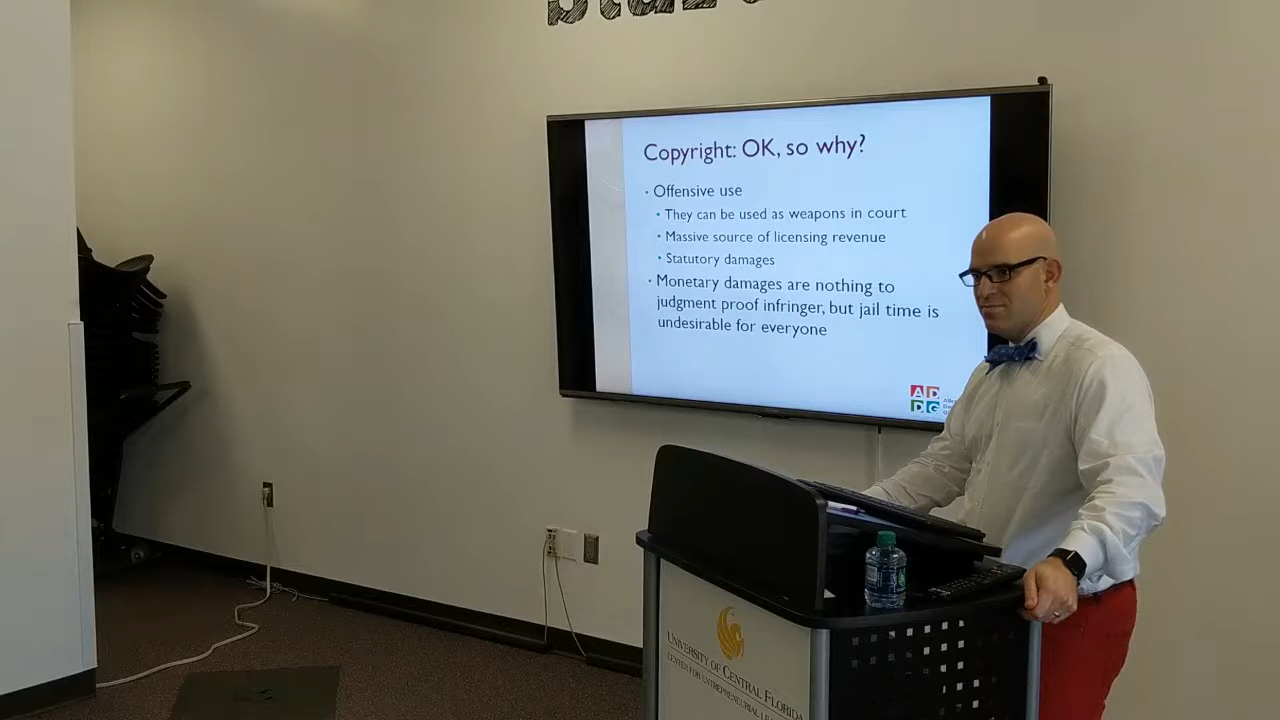 Copyright: OK, so why?
• Offensive use
• They can be used as weapons in court
• Massive source of licensing revenue
• Statutory damages
• Monetary damages are nothing to
judgment proof infringer, but jail time is
undesirable for everyone
AD
DG
UNIVERSITY OF CENTRAL FLORIDA
CENTER FOR ENTREPRENEURIAL